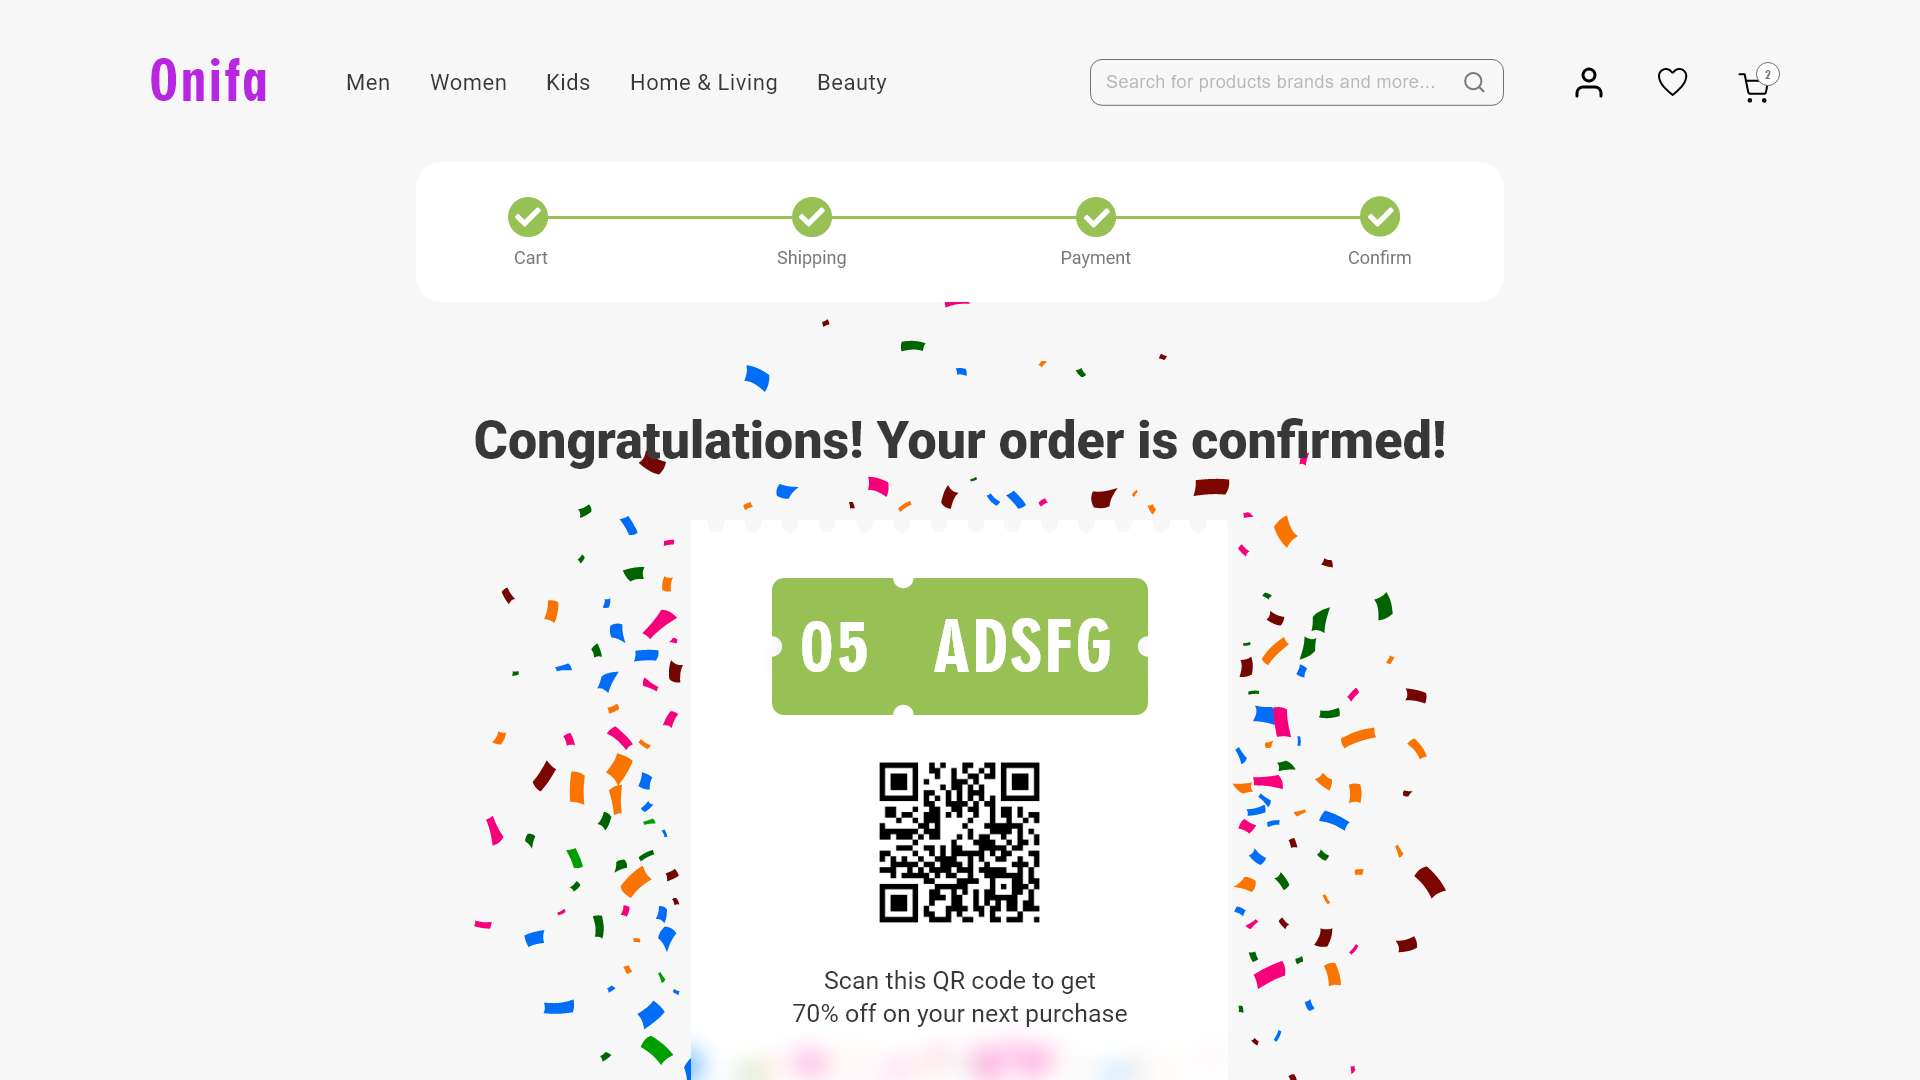 Onifa
Men Women Kids Home & Living Beauty
Search for products brands and more...
2
Cart Shipping Payment Confirm
Congratulations! Your order is confirmed!
05 ADSFG
Scan this QR code to get
70% off on your next purchase